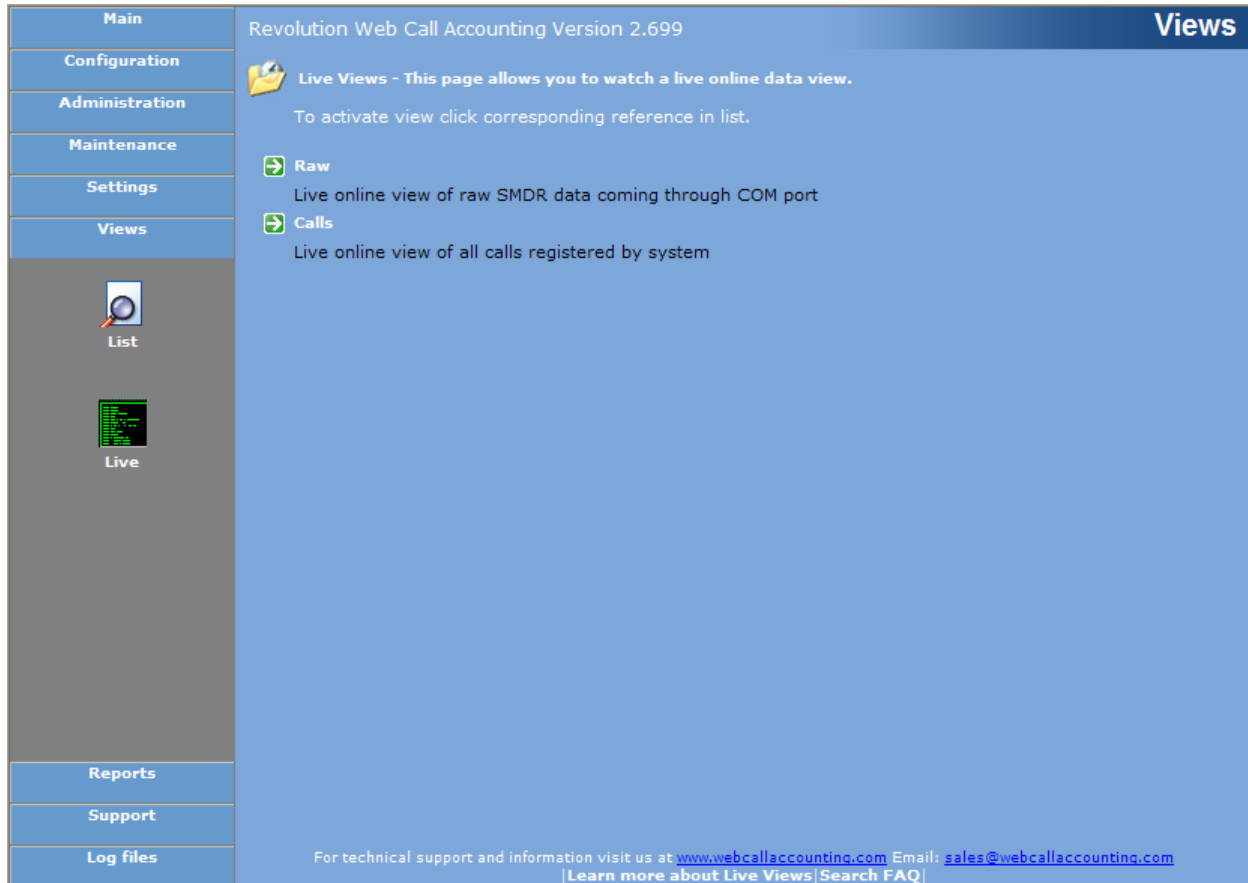 Main
Configuration
Administration
Maintenance
Settings
Views
List
Live
Reports
Support
Log files
Revolution Web Call Accounting Version 2.699
Views
Live Views - This page allows you to watch a live online data view.
To activate view click corresponding reference in list.
Raw
Live online view of raw SMDR data coming through COM port
Calls
Live online view of all calls registered by system
For technical support and information visit us at www.webcallaccounting.com Email: sales@webcallaccounting.com
|Learn more about Live Views|Search FAQ|